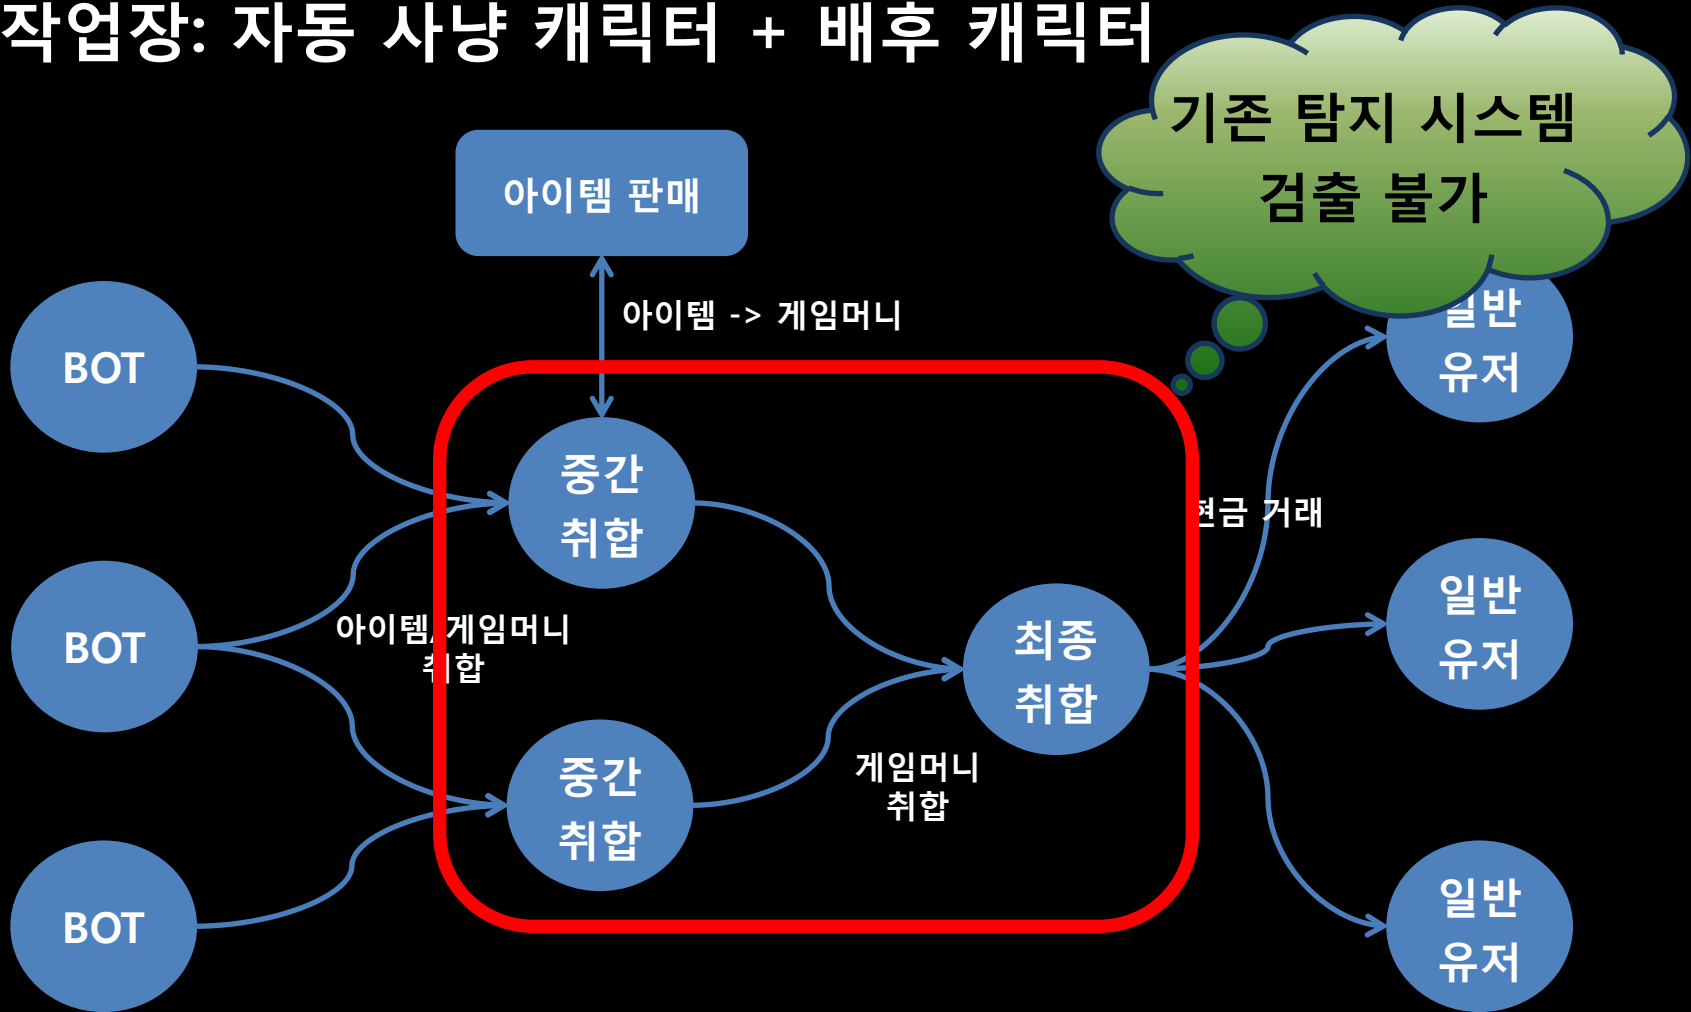 작업장: 자동 사냥 캐릭터 + 배후 캐릭터
기존 탐지 시스템
검출 불가
아이템 판매
아이템 -> 게임머니
BOT
BOT
BOT
중간
취합
중간
취합
아이템/게임머니
취합
최종
취합
게임머니
취합
현금 거래
일반
유저
일반
유저
일반
유저